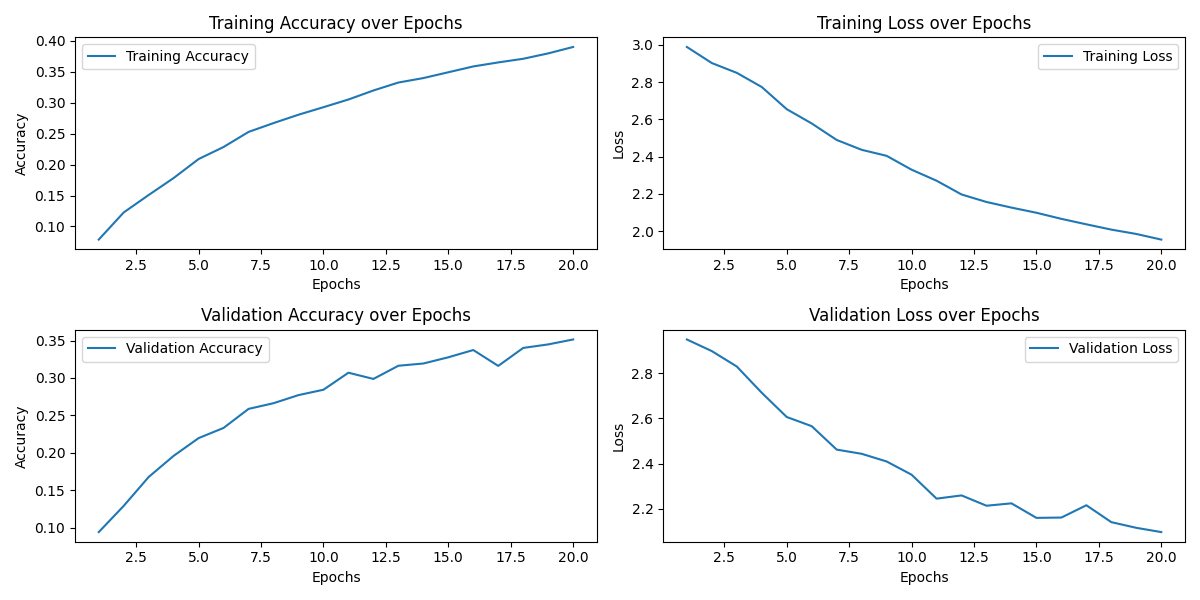 Training Accuracy over Epochs
Training Accuracy
Accuracy
0.40
0.35
0.30
0.25
0.20
0.15
0.10
2.5 5.0 7.5 10.0 12.5 15.0 17.5 20.0
Epochs
Training Loss over Epochs
Training Loss
Loss
3.0
2.8
2.6
2.4
2.2
2.0
2.5 5.0 7.5 10.0 12.5 15.0 17.5 20.0
Epochs
Validation Accuracy over Epochs
Validation Accuracy
Accuracy
0.35
0.30
0.25
0.20
0.15
0.10
2.5 5.0 7.5 10.0 12.5 15.0 17.5 20.0
Epochs
Validation Loss over Epochs
Validation Loss
Loss
2.8
2.6
2.4
2.2
2.5 5.0 7.5 10.0 12.5 15.0 17.5 20.0
Epochs